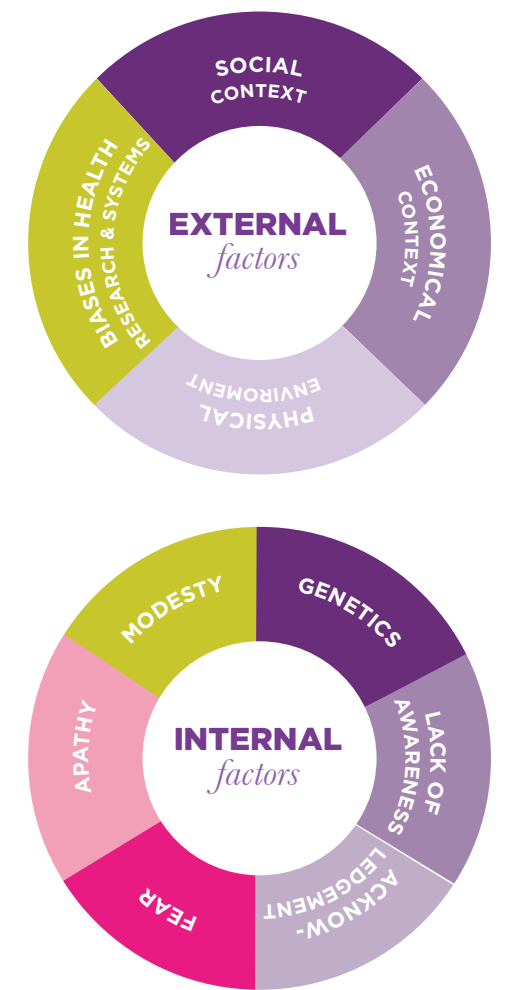 SOCIAL
CONTEXT
ECONOMICAL
CONTEXT
PHYSICAL
ENVIROMENT
BIASES IN HEALTH
RESEARCH & SYSTEMS
EXTERNAL
factors
GENETICS
LACK OF
AWARENESS
ACKNOW-
LEDGEMENT
FEAR
APATHY
MODESTY
INTERNAL
factors